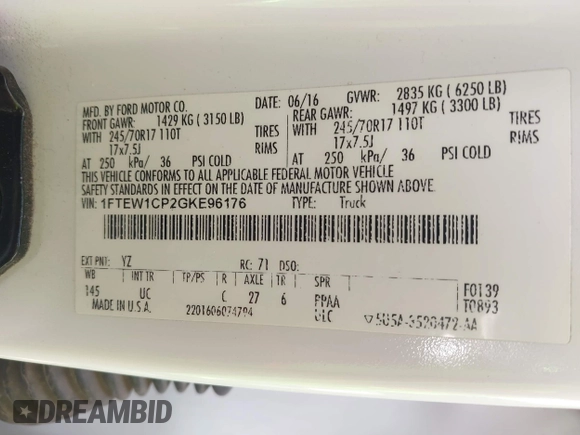 MFD. BY FORD MOTOR CO.
DATE: 06/16 GVWR: 2835 KG ( 6250 LB)
FRONT GAWR: 1429 KG ( 3150 LB)
REAR GAWR: 1497 KG ( 3300 LB)
WITH 245/70R17 110T TIRES
WITH 245/70R17 110T TIRES
17x7.5J RIMS
17x7.5J RIMS
AT 250 kPa/ 36 PSI COLD
AT 250 kPa/ 36 PSI COLD
THIS VEHICLE CONFORMS TO ALL APPLICABLE FEDERAL MOTOR VEHICLE
SAFETY STANDARDS IN EFFECT ON THE DATE OF MANUFACTURE SHOWN ABOVE.
VIN: 1FTEW1CP2GKE96176 TYPE: Truck
EXT PNT: YZ RC: 71 DSO:
WB INT TR TP/PS R AXLE TR SPR
145 UC C 27 6 PPAA
F0139
T0893
MADE IN U.S.A. 2201606074794
DREAMBID